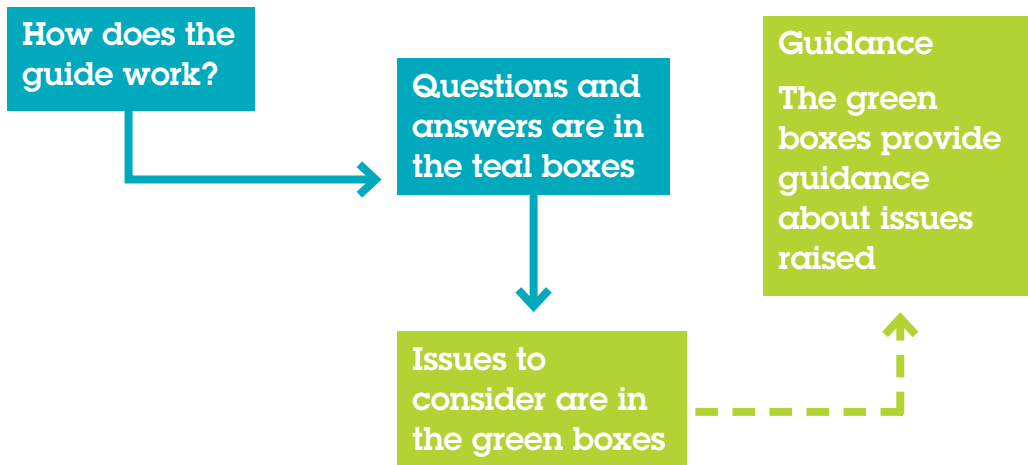 How does the
guide work?
Questions and
answers are in
the teal boxes
Issues to
consider are in
the green boxes
Guidance
The green
boxes provide
guidance
about issues
raised